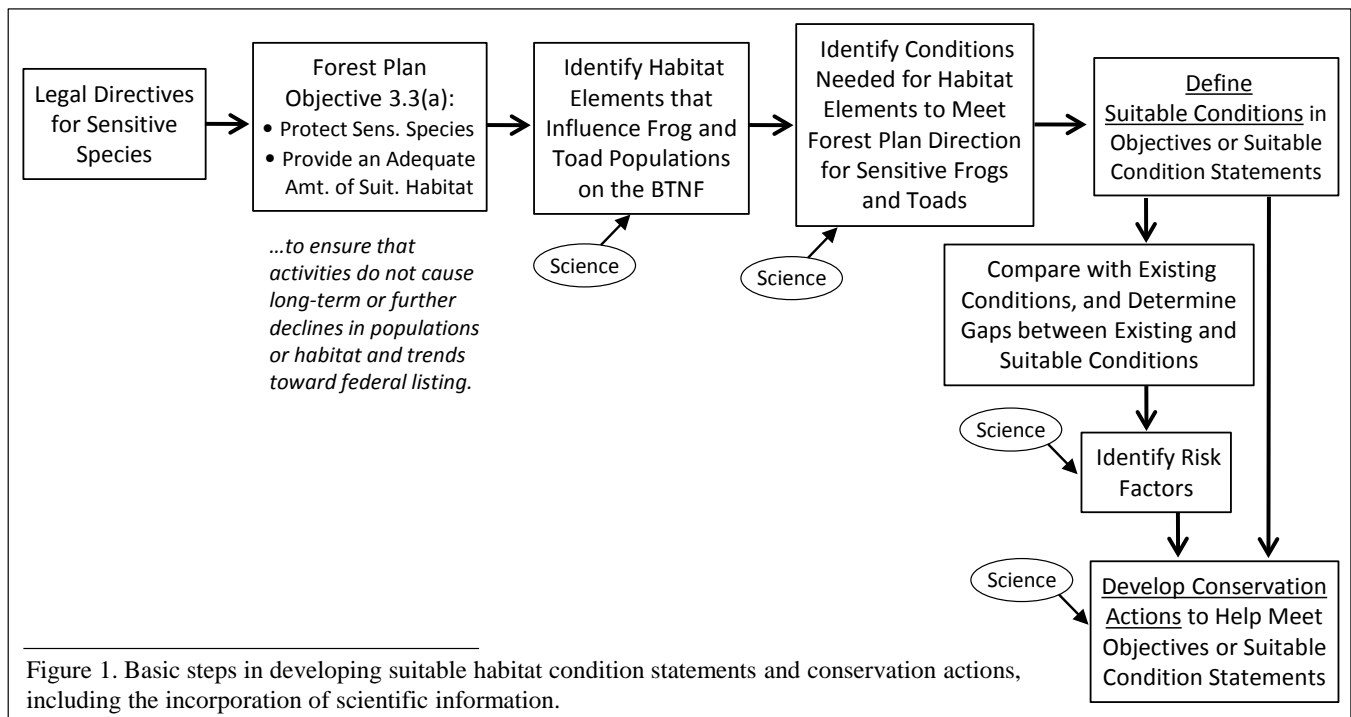 Legal Directives
for Sensitive
Species
Forest Plan
Objective 3.3(a):
• Protect Sens. Species
• Provide an Adequate
Amt. of Suit. Habitat
...to ensure that
activities do not cause
long-term or further
declines in populations
or habitat and trends
toward federal listing.
Identify Habitat
Elements that
Influence Frog and
Toad Populations
on the BTNF
Science
Identify Conditions
Needed for Habitat
Elements to Meet
Forest Plan Direction
for Sensitive Frogs
and Toads
Science
Define
Suitable Conditions in
Objectives or Suitable
Condition Statements
Compare with Existing
Conditions, and Determine
Gaps between Existing and
Suitable Conditions
Science
Identify Risk
Factors
Science
Develop Conservation
Actions to Help Meet
Objectives or Suitable
Condition Statements
Figure 1. Basic steps in developing suitable habitat condition statements and conservation actions,
including the incorporation of scientific information.